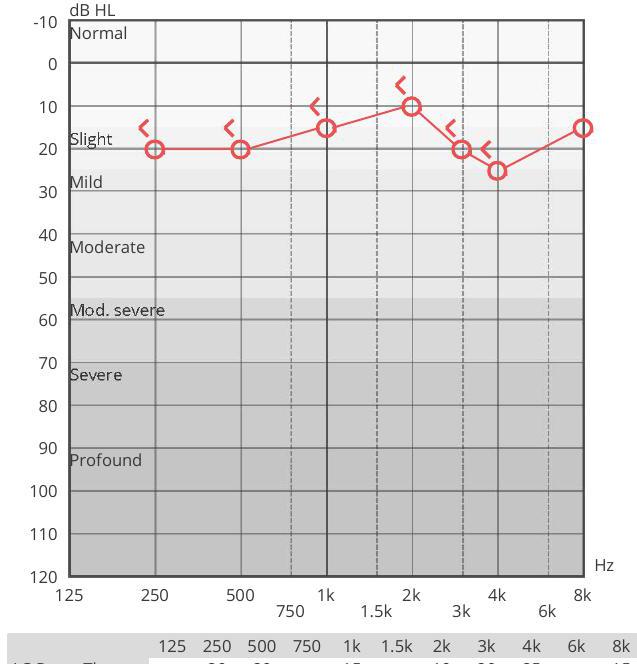 dB HL
-10
Normal
0
10
Slight
20
Mild
30
40
Moderate
50
Mod. severe
60
70
Severe
80
90
Profound
100
110
120
Hz
125 250 500 1k 2k 4k 8k
750 1.5k 3k 6k
125 250 500 750 1k 1.5k 2k 3k 4k 6k 8k